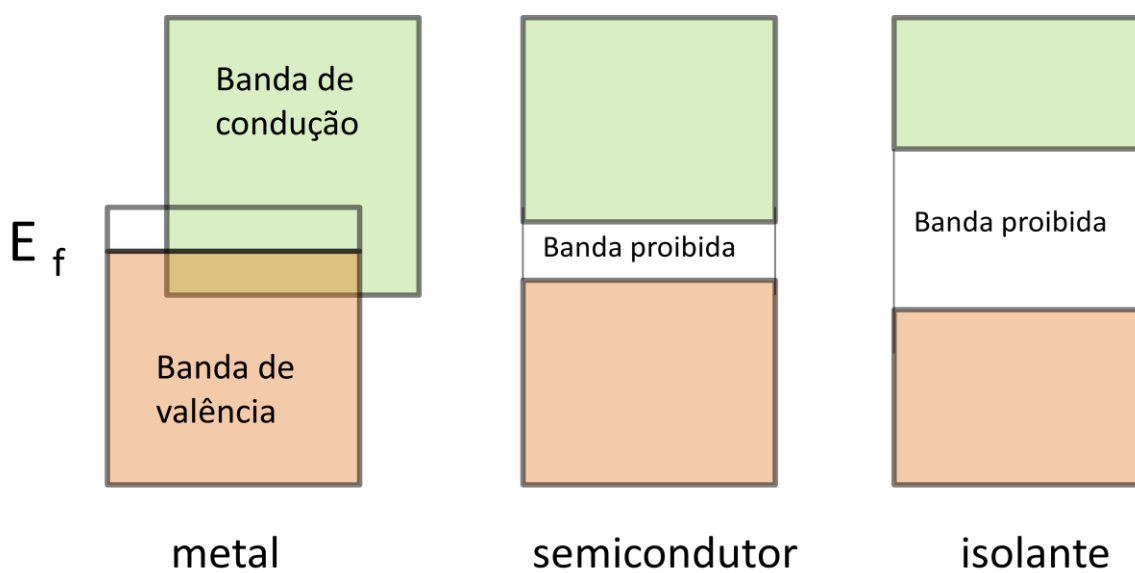 Banda de
condução
E f
Banda de
valência
Banda proibida
Banda proibida
metal
semicondutor
isolante